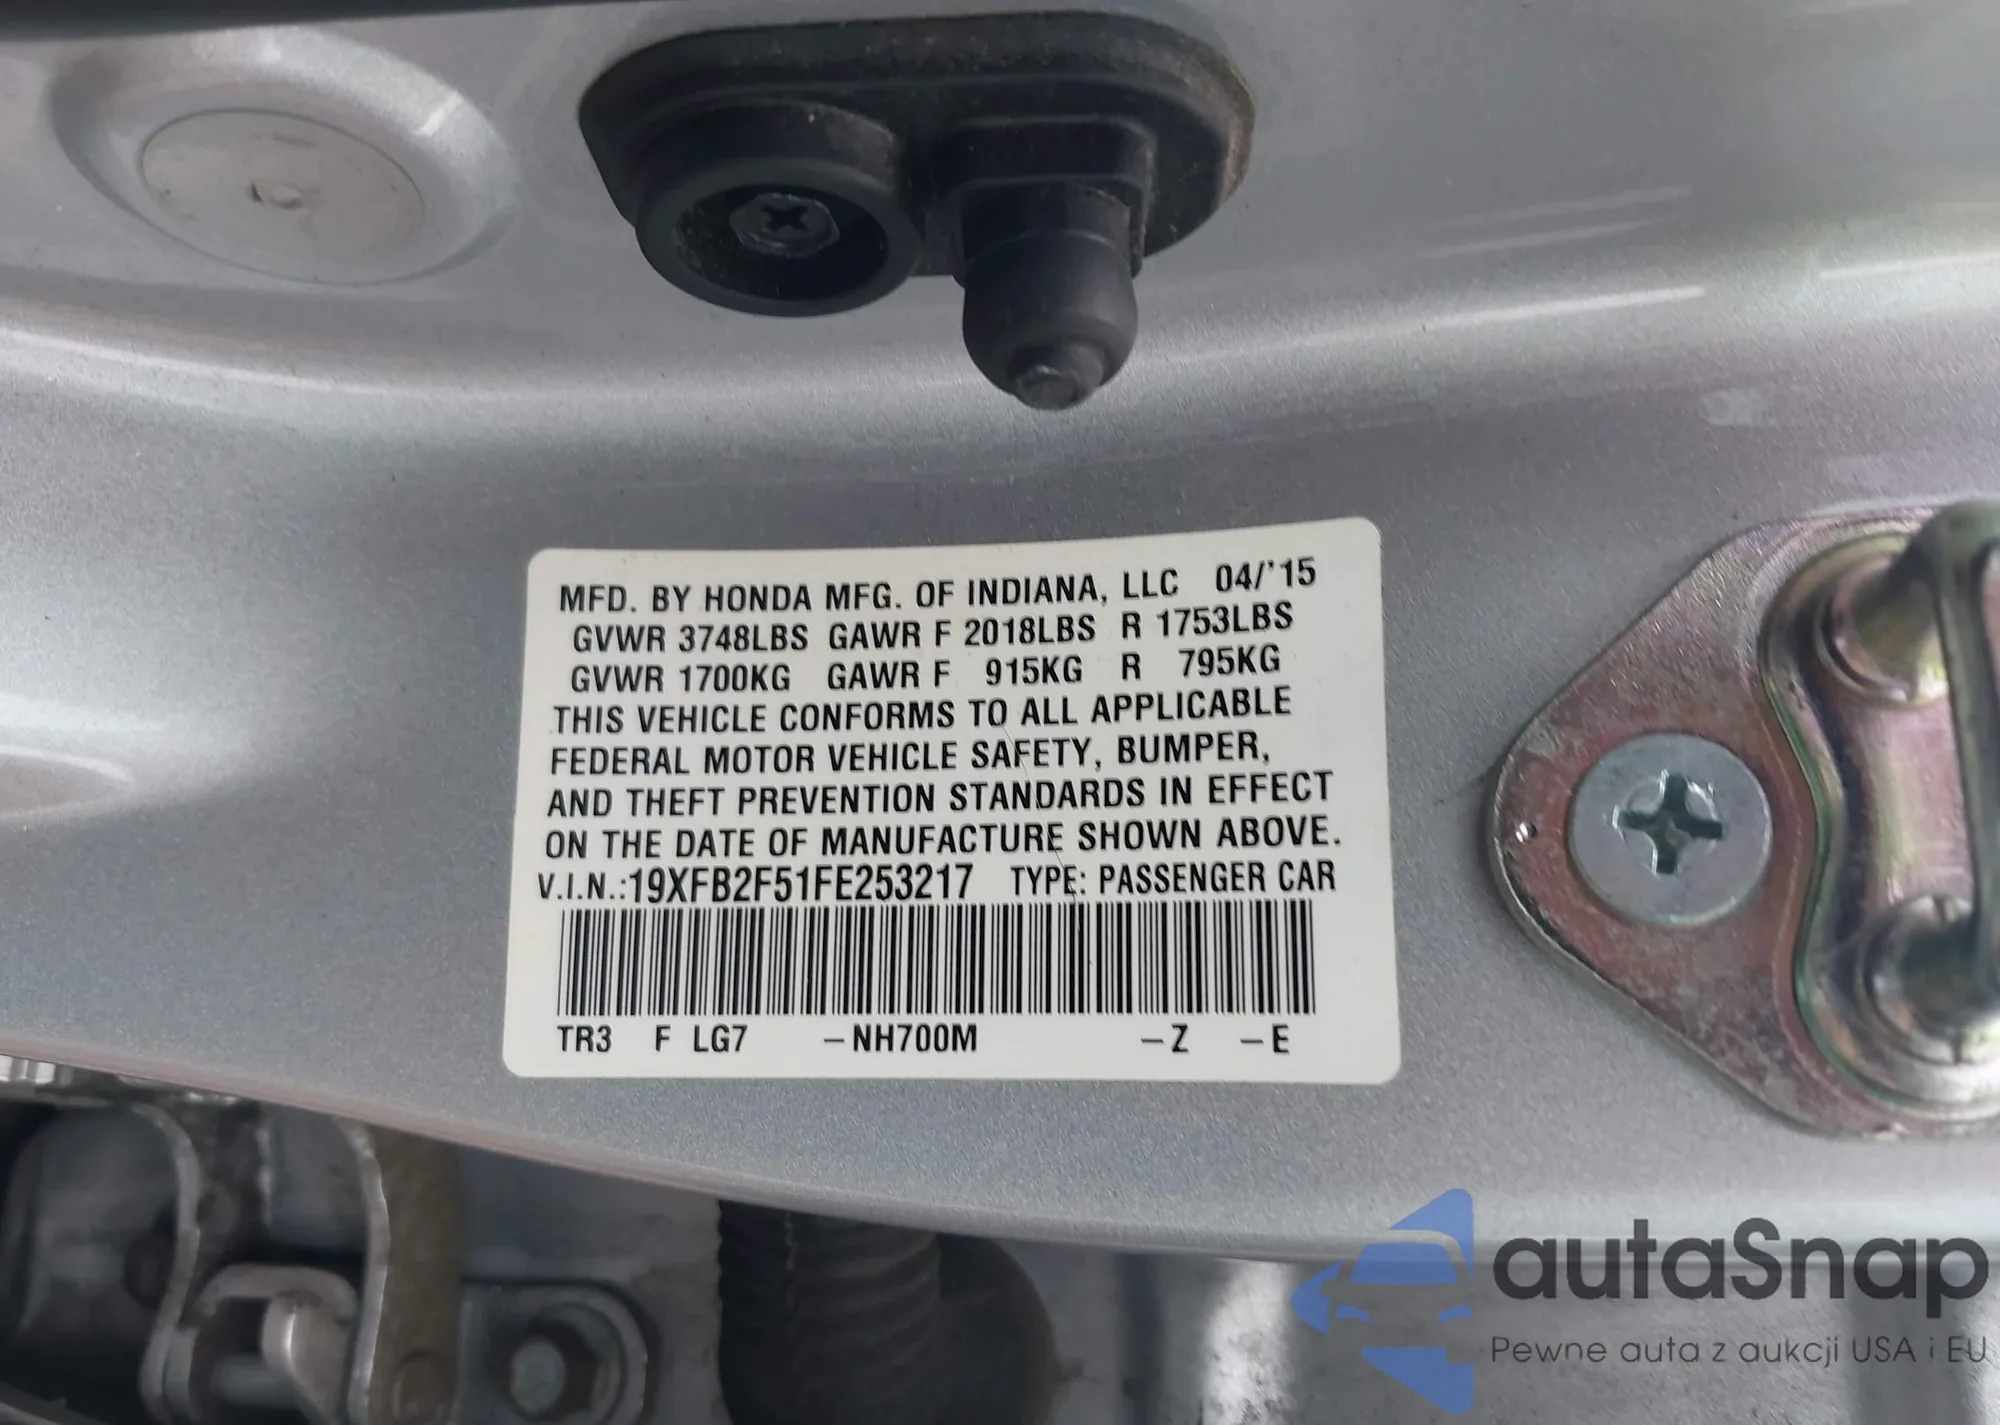 MFD. BY HONDA MFG. OF INDIANA, LLC 04/'15
GVWR 3748LBS GAWR F 2018LBS R 1753LBS
GVWR 1700KG GAWR F 915KG R 795KG
THIS VEHICLE CONFORMS TO ALL APPLICABLE
FEDERAL MOTOR VEHICLE SAFETY, BUMPER,
AND THEFT PREVENTION STANDARDS IN EFFECT
ON THE DATE OF MANUFACTURE SHOWN ABOVE.
V.I.N.:19XFB2F51FE253217 TYPE: PASSENGER CAR
TR3 F LG7 –NH700M –Z –E
autaSnap
Pewne auta z aukcji USA i EU